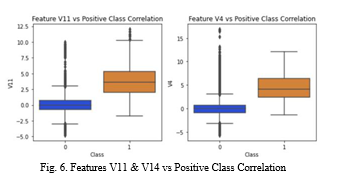 Feature V11 vs Positive Class Correlation
12.5
10.0
7.5
5.0
2.5
0.0
−2.5
−5.0
V11
0
1
Class
Feature V4 vs Positive Class Correlation
15
10
5
0
−5
V4
0
1
Class
Fig. 6. Features V11 & V14 vs Positive Class Correlation